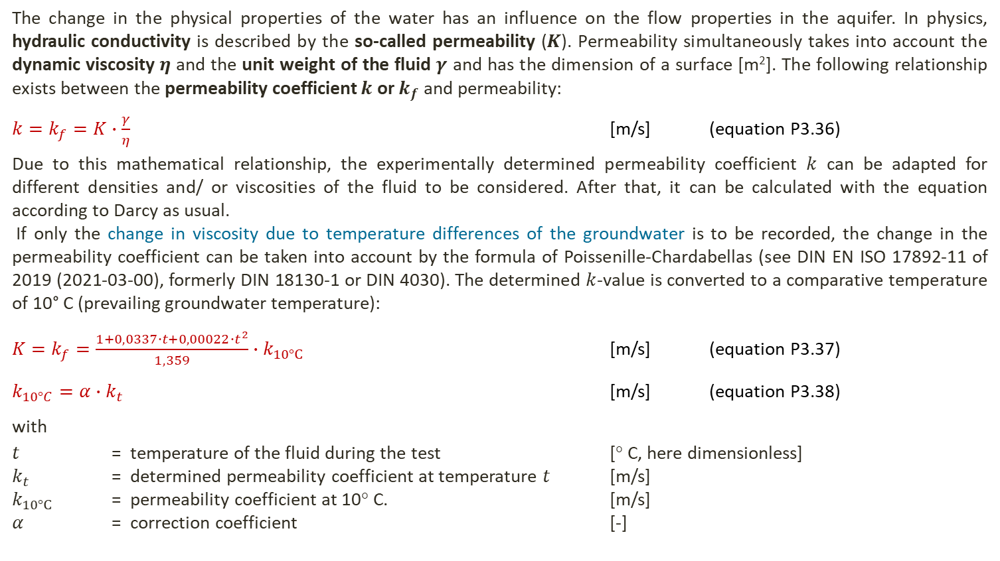 The change in the physical properties of the water has an influence on the flow properties in the aquifer. In physics,
hydraulic conductivity is described by the so-called permeability (K). Permeability simultaneously takes into account the
dynamic viscosity η and the unit weight of the fluid γ and has the dimension of a surface [m²]. The following relationship
exists between the permeability coefficient k or k_f and permeability:
k = k_f = K · γ/η [m/s] (equation P3.36)
Due to this mathematical relationship, the experimentally determined permeability coefficient k can be adapted for
different densities and/ or viscosities of the fluid to be considered. After that, it can be calculated with the equation
according to Darcy as usual.
If only the change in viscosity due to temperature differences of the groundwater is to be recorded, the change in the
permeability coefficient can be taken into account by the formula of Poissenille-Chardabellas (see DIN EN ISO 17892-11 of
2019 (2021-03-00), formerly DIN 18130-1 or DIN 4030). The determined k-value is converted to a comparative temperature
of 10° C (prevailing groundwater temperature):
K = k_f = (1+0,0337·t+0,00022·t²)/1,359 · k_10°C [m/s] (equation P3.37)
k_10°C = α · k_t [m/s] (equation P3.38)
with
t = temperature of the fluid during the test [° C, here dimensionless]
k_t = determined permeability coefficient at temperature t [m/s]
k_10°C = permeability coefficient at 10° C. [m/s]
α = correction coefficient [-]